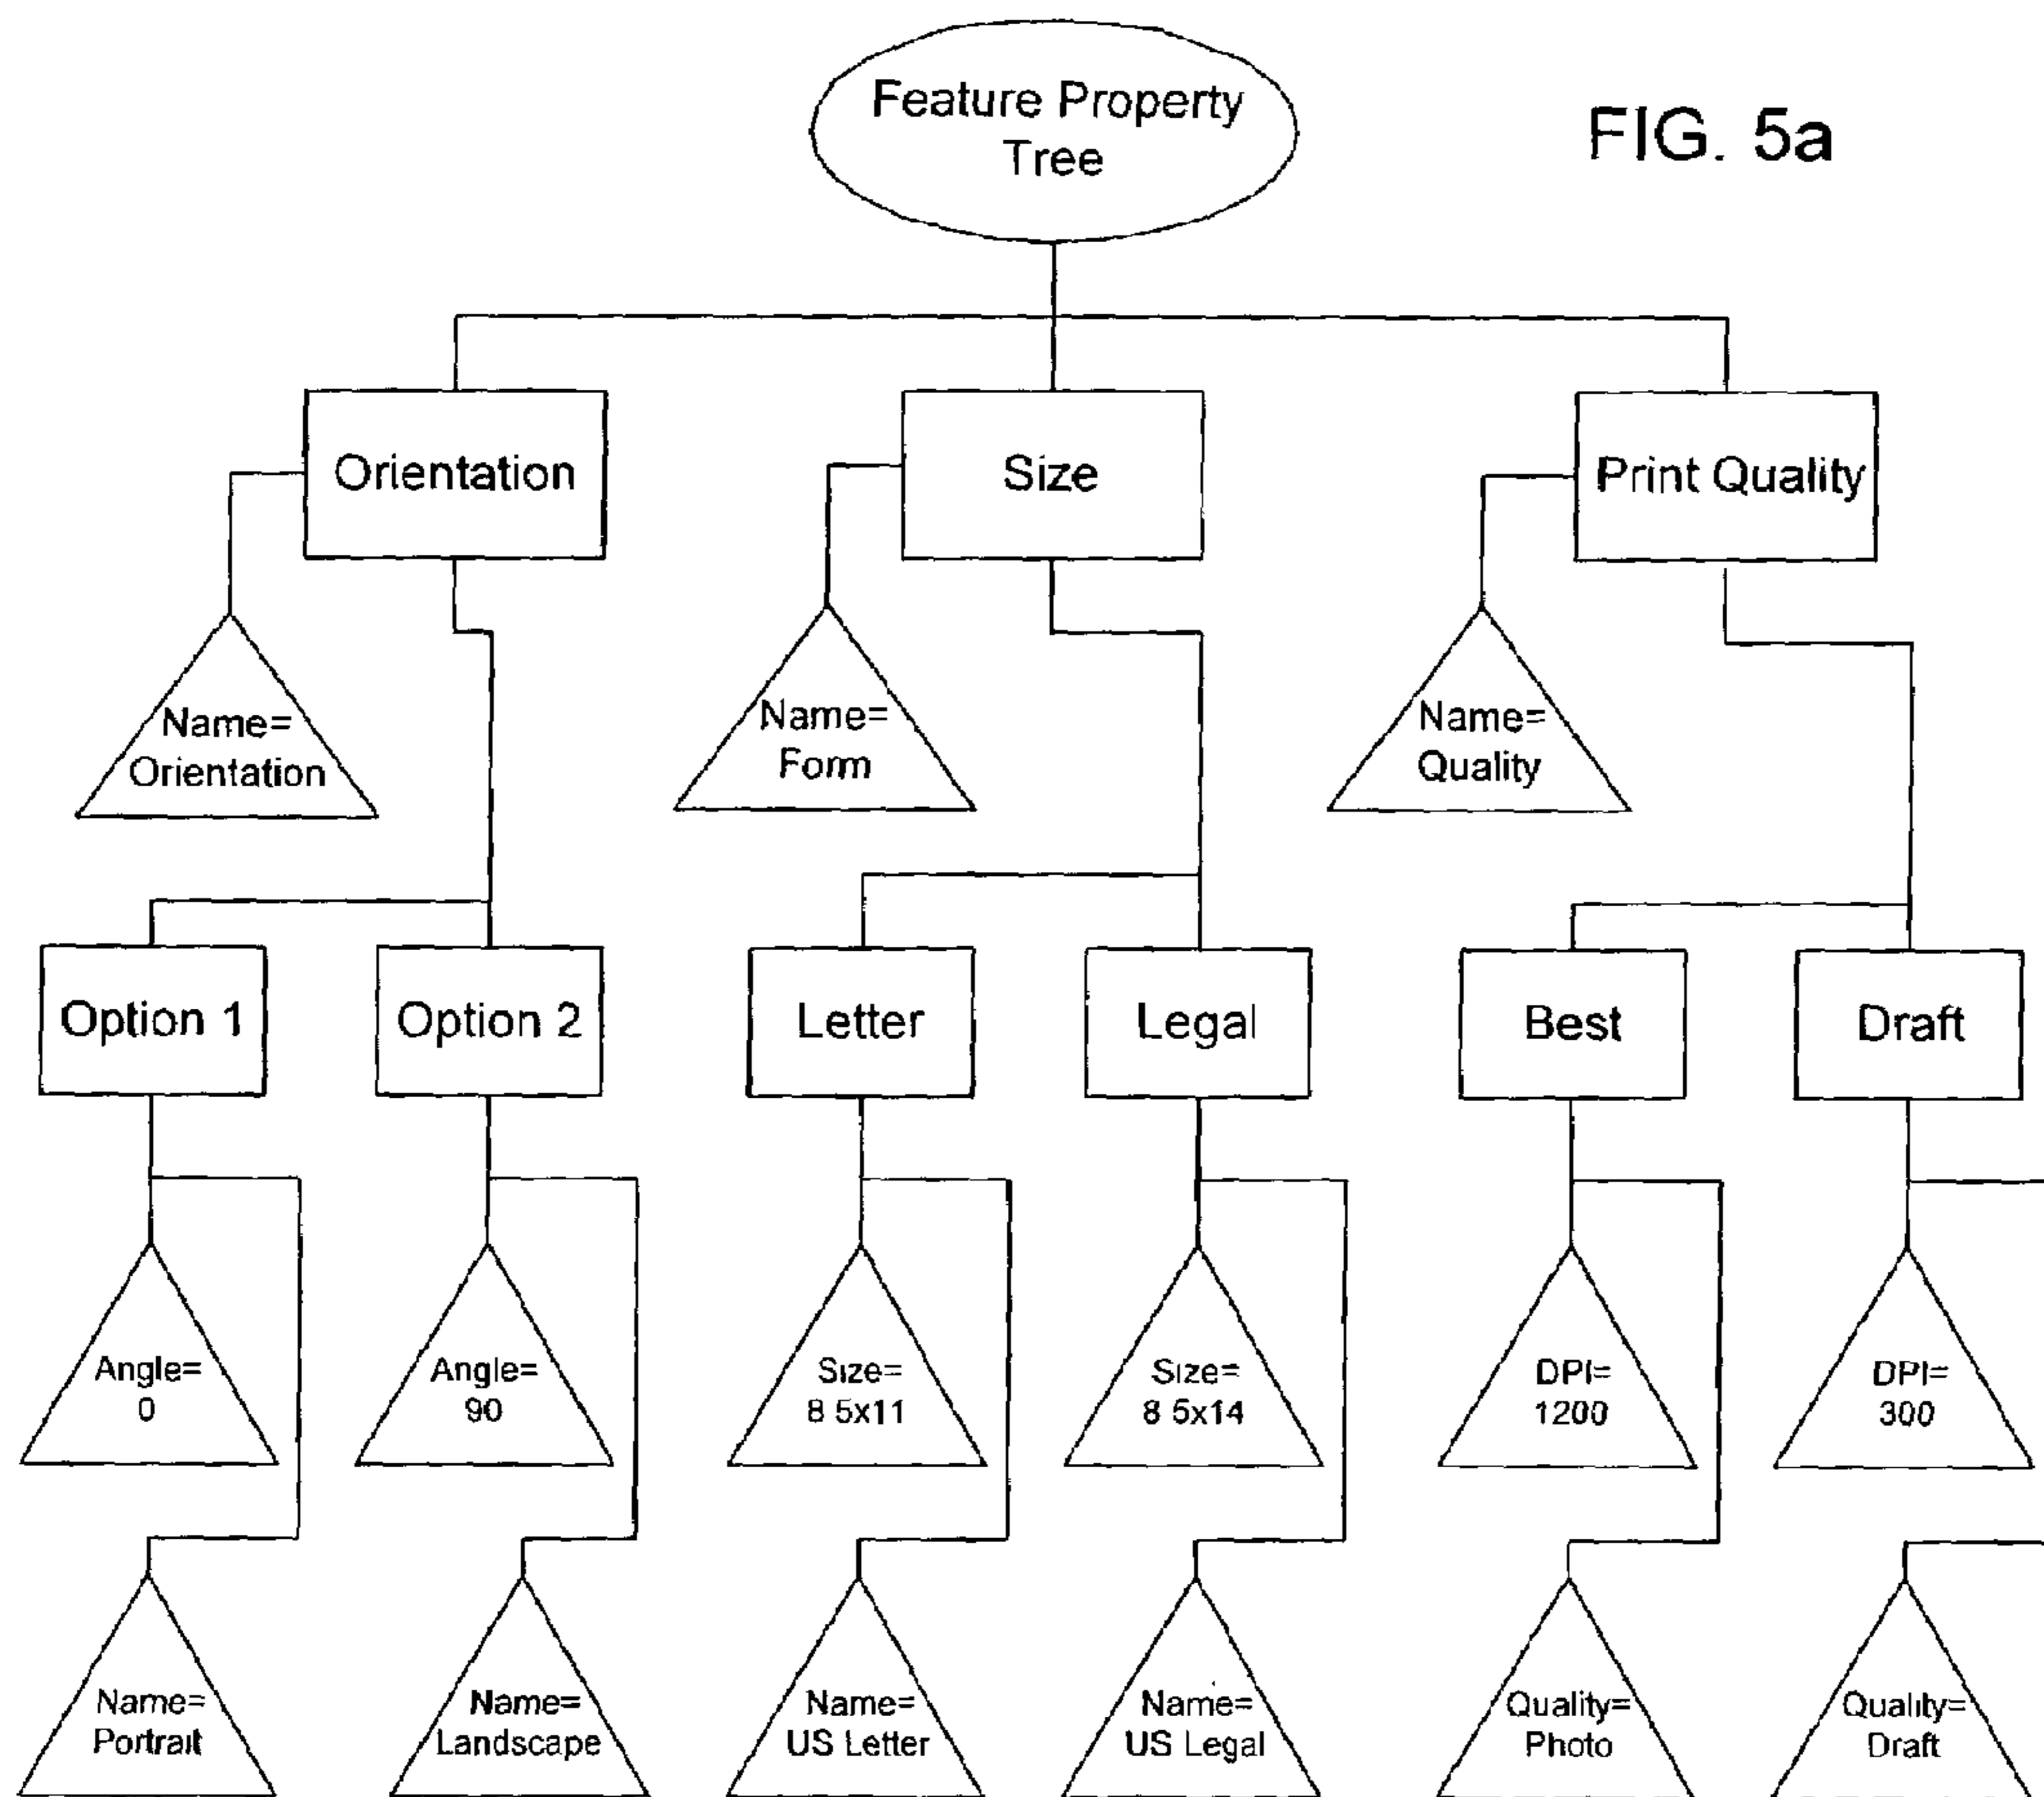 Feature Property
Tree
FIG. 5a
Orientation
Size
Print Quality
Name=
Orientation
Name=
Form
Name=
Quality
Option 1
Option 2
Letter
Legal
Best
Draft
Angle=
0
Angle=
90
Size=
8 5x11
Size=
8 5x14
DPI=
1200
DPI=
300
Name=
Portrait
Name=
Landscape
Name=
US Letter
Name=
US Legal
Quality=
Photo
Quality=
Draft